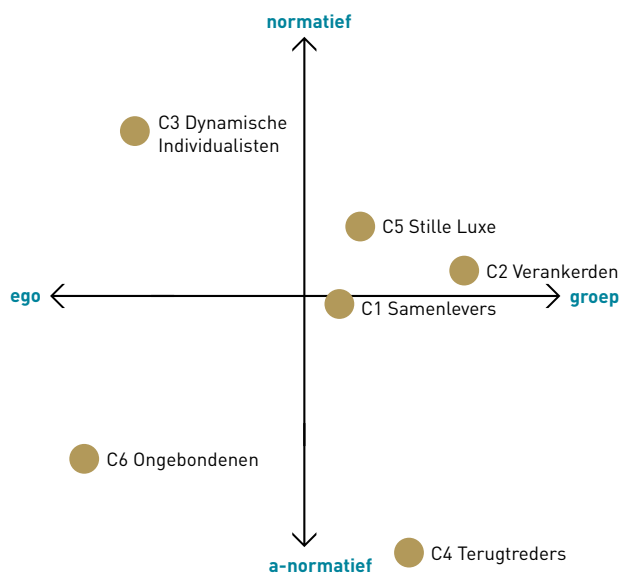 normatief
C3 Dynamische
Individualisten
C5 Stille Luxe
C2 Verankerden
ego
groep
C1 Samenlevers
C6 Ongebondenen
C4 Terugtreders
a-normatief